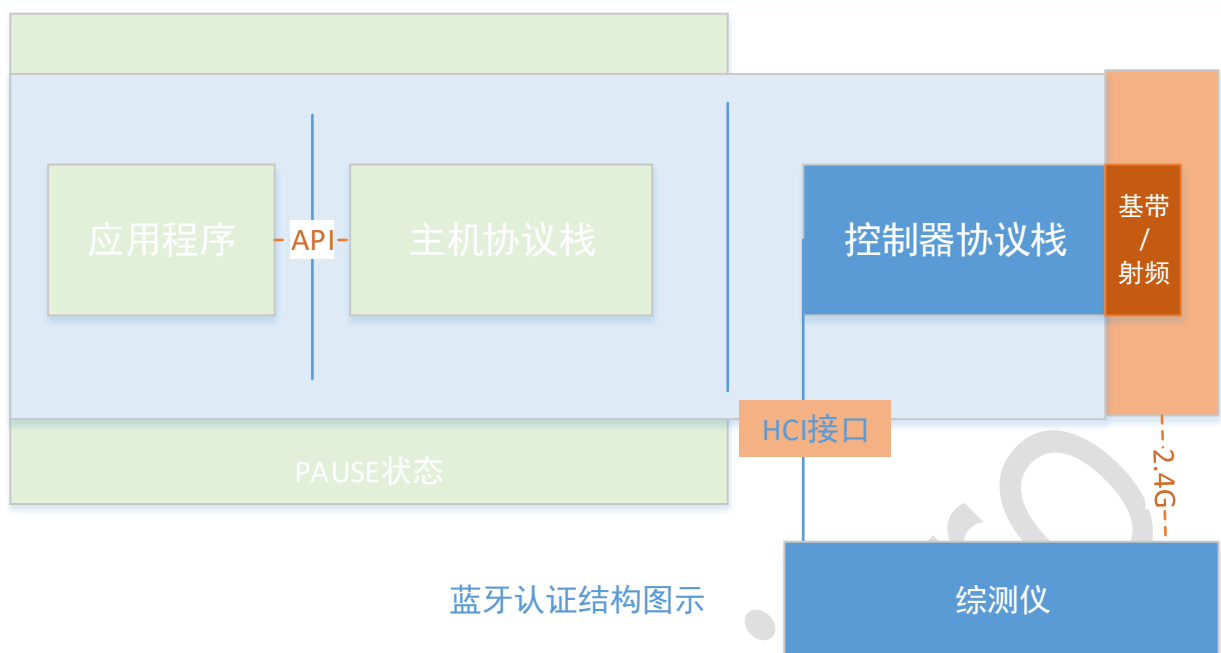 应用程序
API
主机协议栈
控制器协议栈
基带
/
射频
HCI接口
PAUSE状态
2.4G
蓝牙认证结构图示
综测仪